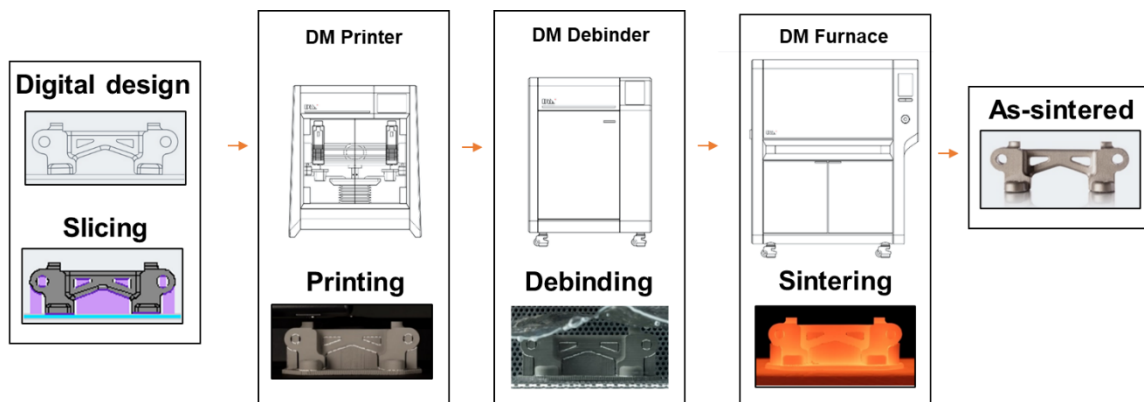 Digital design
Slicing
DM Printer
Printing
DM Debinder
Debinding
DM Furnace
Sintering
As-sintered